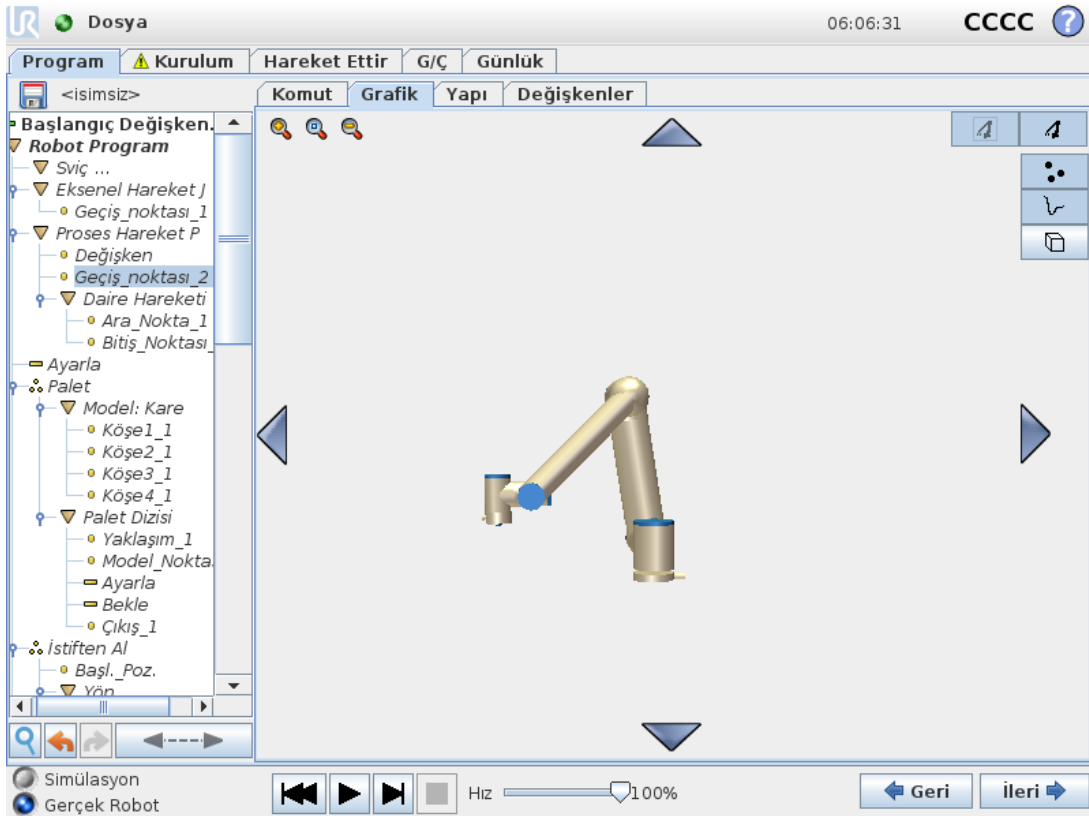 UR Dosya 06:06:31 CCCC ?
Program Kurulum Hareket Ettir G/Ç Günlük
<isimsiz> Komut Grafik Yapı Değişkenler
Başlangıç Değişken.
Robot Program
Sviç ...
Eksenel Hareket J
Geçiş_noktası_1
Proses Hareket P
Değişken
Geçiş_noktası_2
Daire Hareketi
Ara_Nokta_1
Bitiş_Noktası_
Ayarla
Palet
Model: Kare
Köşe1_1
Köşe2_1
Köşe3_1
Köşe4_1
Palet Dizisi
Yaklaşım_1
Model_Nokta
Ayarla
Bekle
Çıkış_1
İstiften Al
Başl._Poz.
Yön
Simülasyon
Gerçek Robot
Hız 100%
Geri İleri